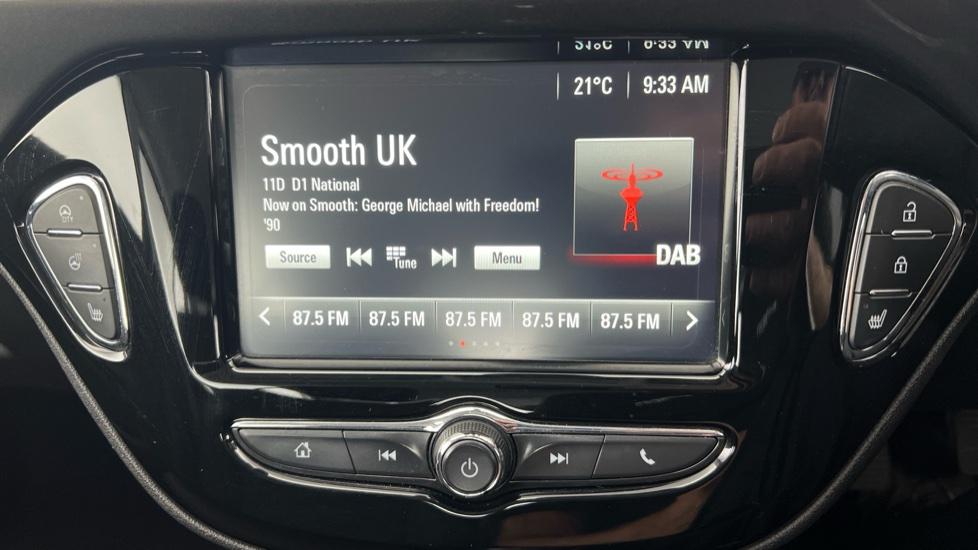 21°C 9:33 AM
Smooth UK
11D D1 National
Now on Smooth: George Michael with Freedom!
'90
DAB
Source Tune Menu
< 87.5 FM 87.5 FM 87.5 FM 87.5 FM 87.5 FM >
CITY